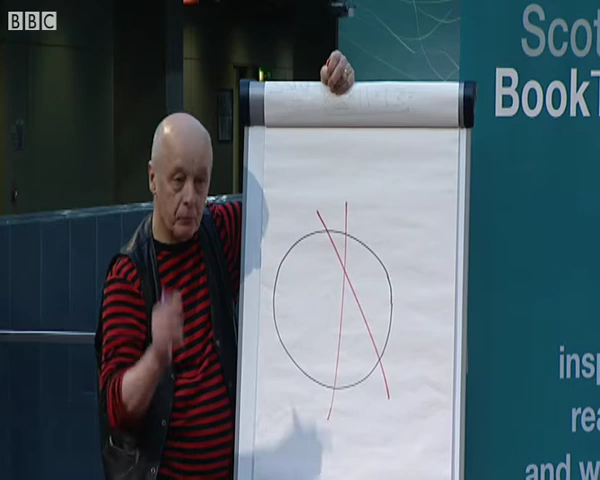 BBC
Scot
BookT
insp
rea
and w